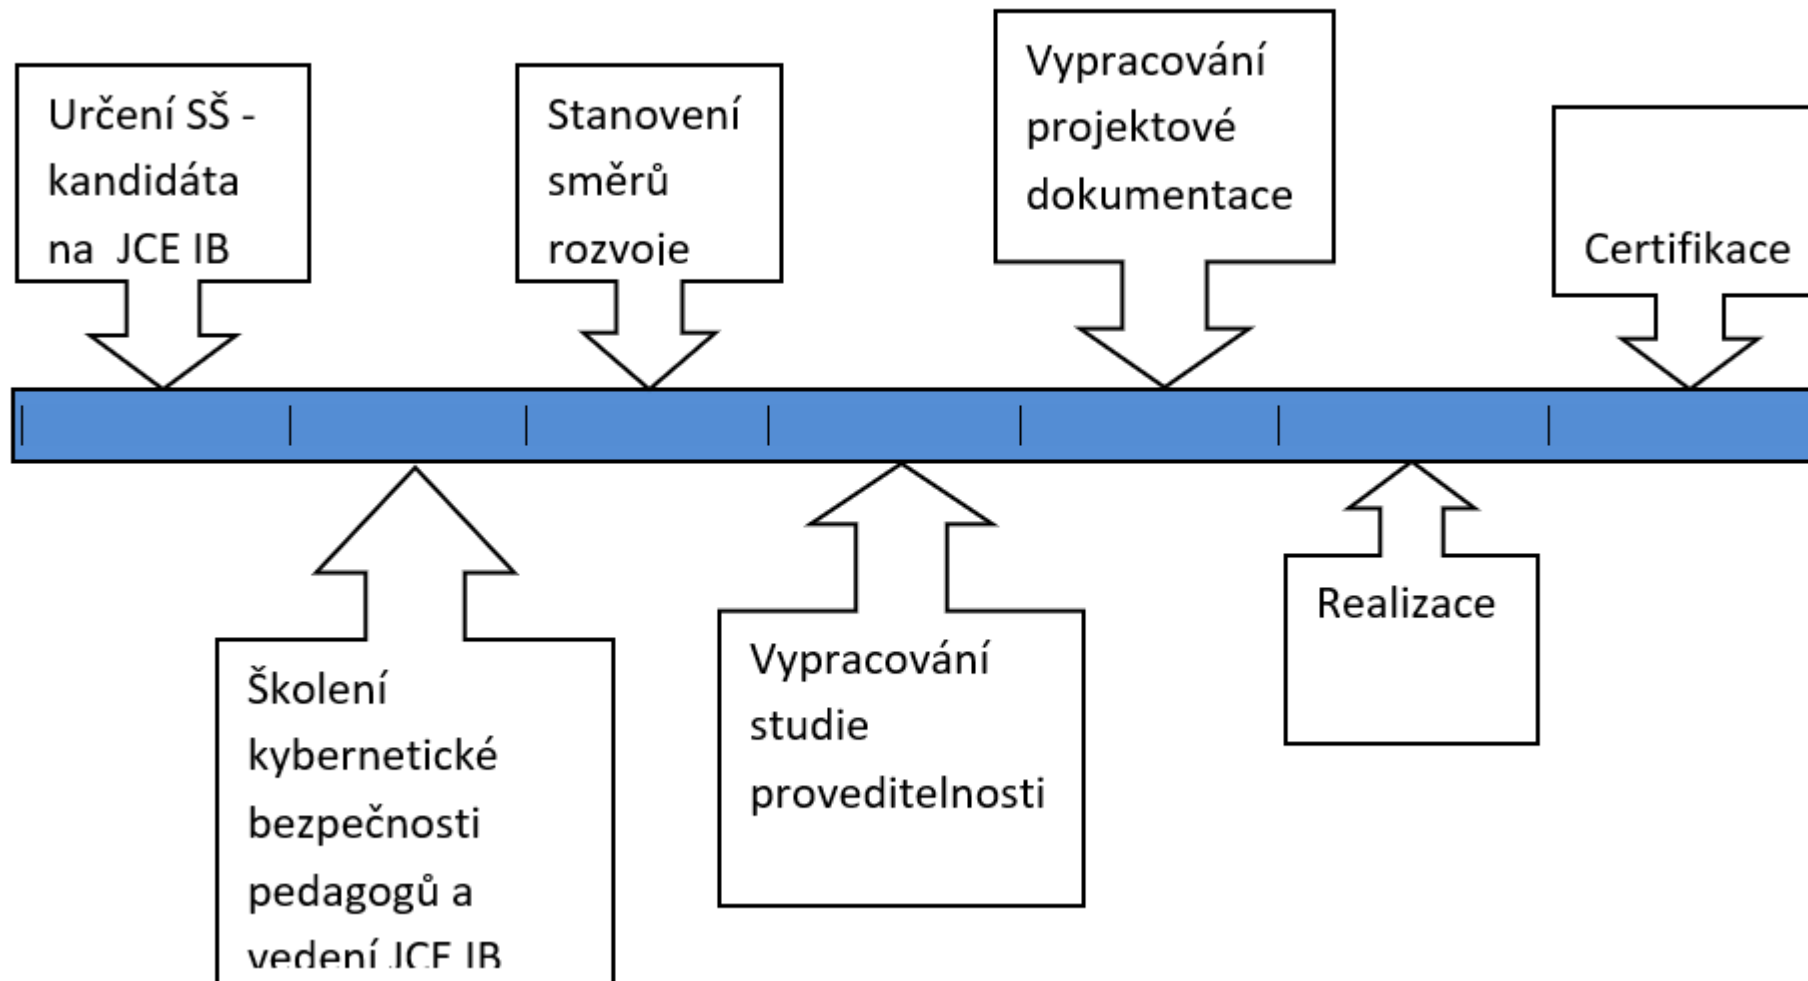 Určení SŠ -
kandidáta
na  JCE IB
Stanovení
směrů
rozvoje
Vypracování
projektové
dokumentace
Certifikace
Školení
kybernetické
bezpečnosti
pedagogů a
vedení JCE IB
Vypracování
studie
proveditelnosti
Realizace